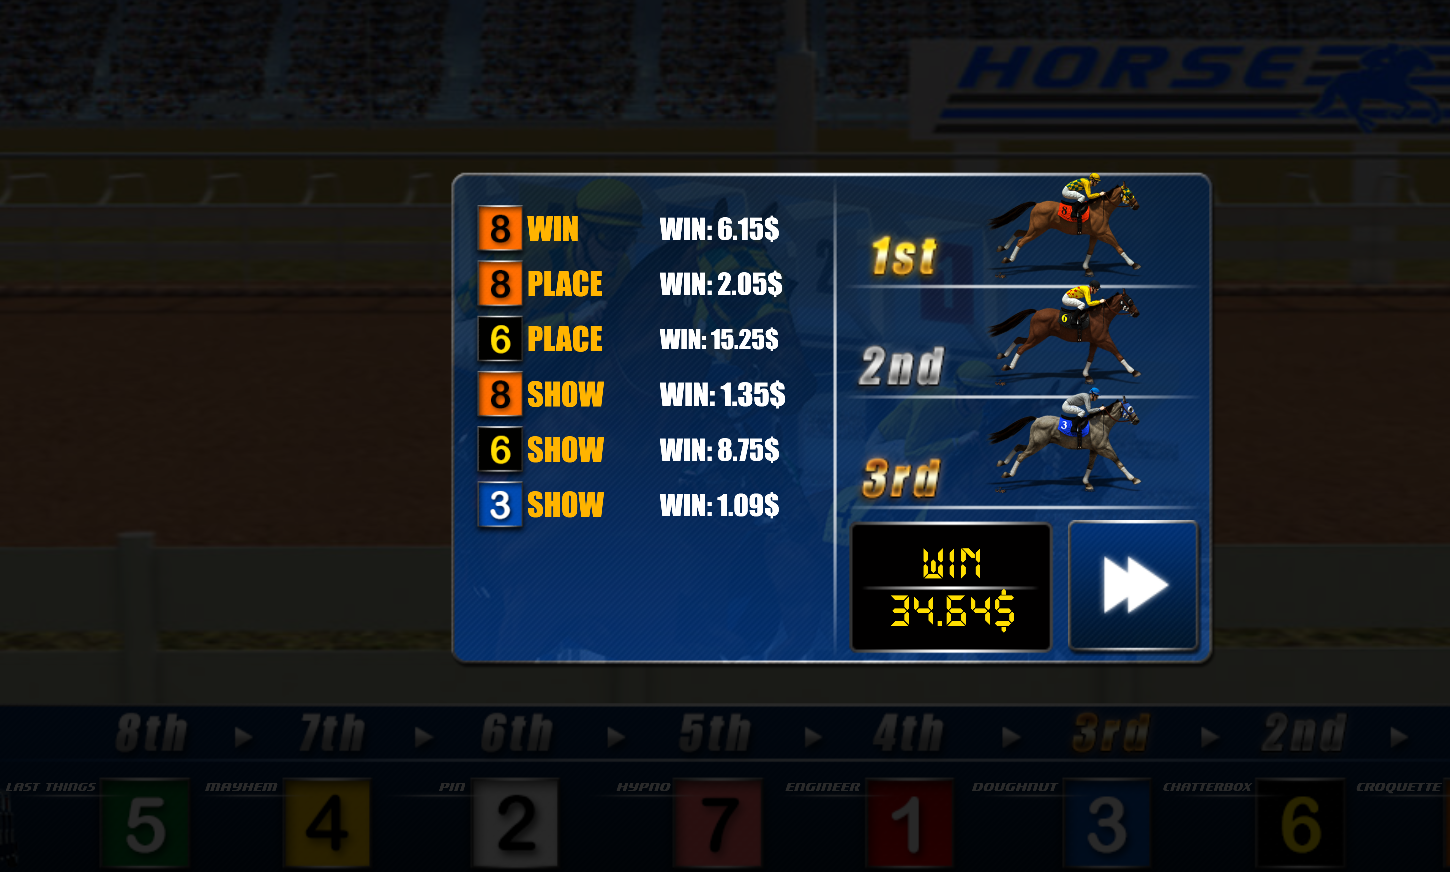 HORSE
8 WIN WIN: 6.15$
8 PLACE WIN: 2.05$
6 PLACE WIN: 15.25$
8 SHOW WIN: 1.35$
6 SHOW WIN: 8.75$
3 SHOW WIN: 1.09$
1st
8
2nd
6
3rd
3
WIN
34.64$
8th 7th 6th 5th 4th 3rd 2nd
LAST THINGS MAYHEM PIN HYPNO ENGINEER DOUGHNUT CHATTERBOX CROQUETTE
5 4 2 7 1 3 6